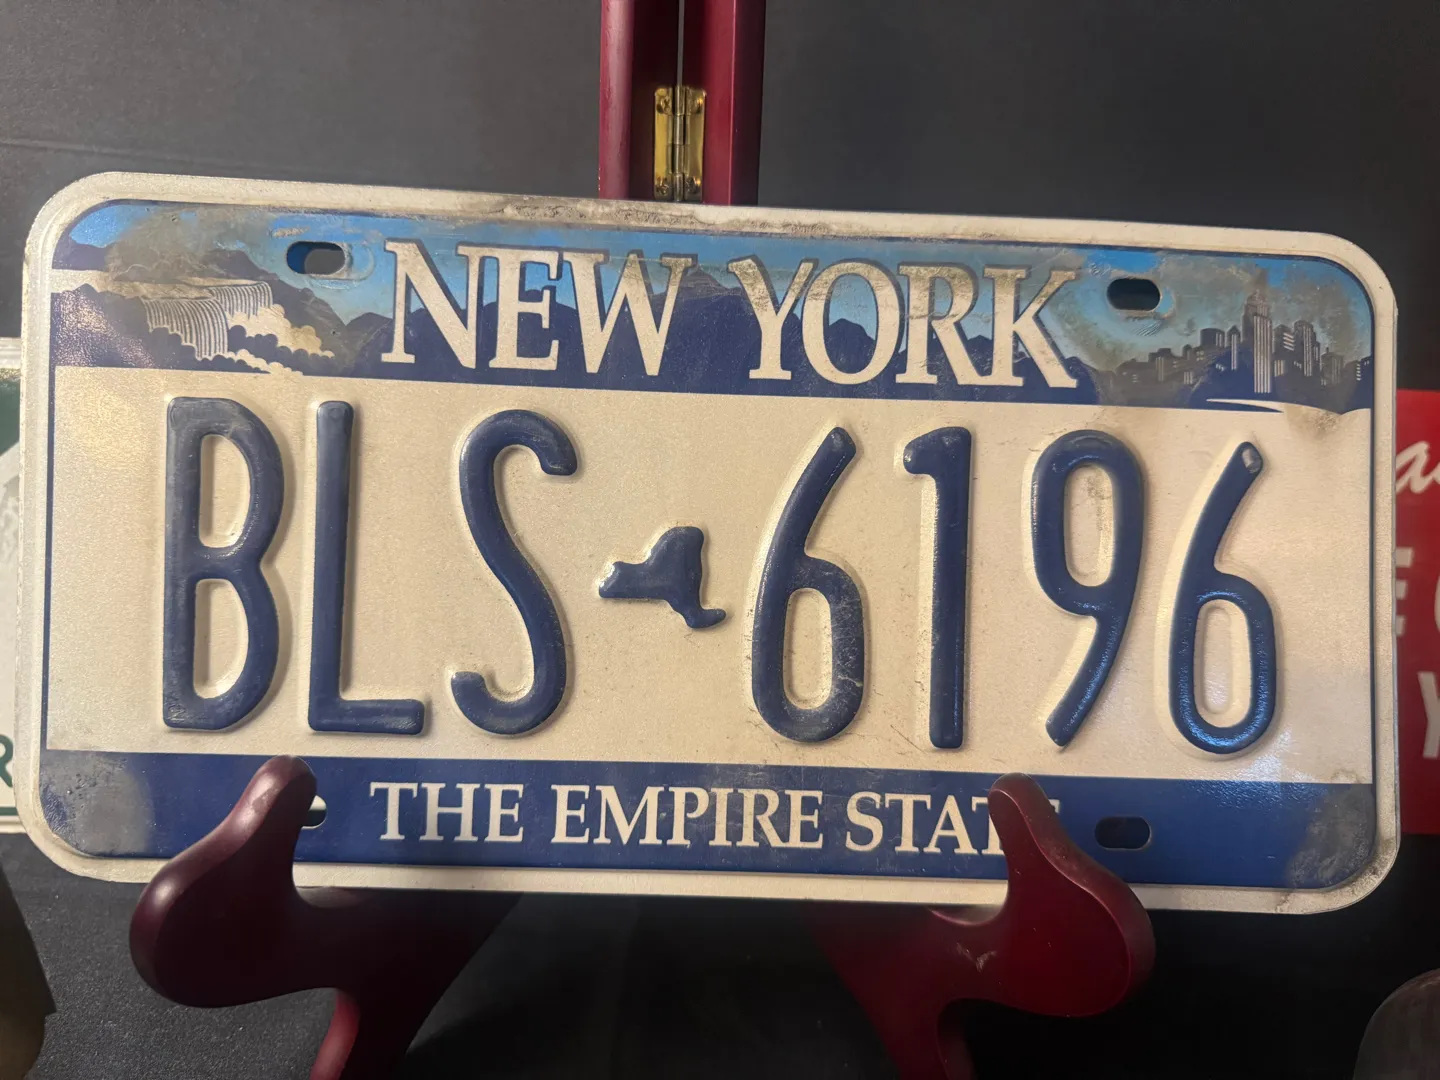 NEW YORK
BLS 6196
THE EMPIRE STATE